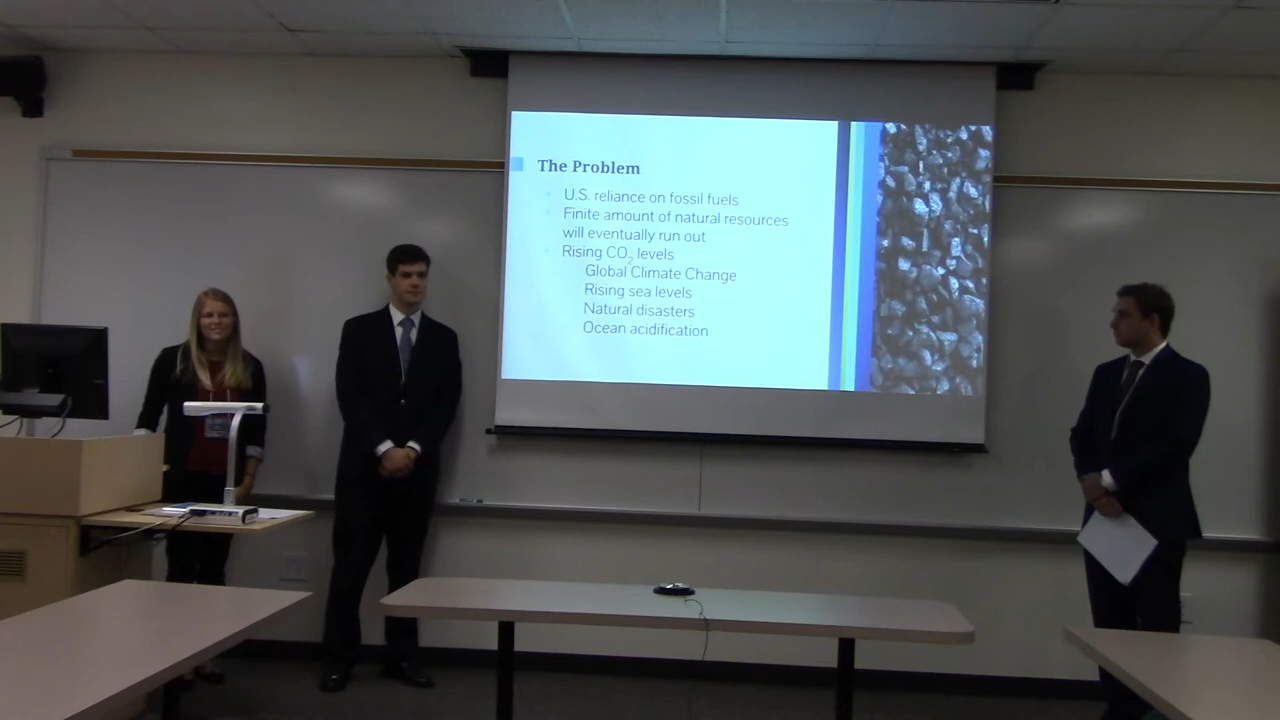 The Problem
U.S. reliance on fossil fuels
Finite amount of natural resources
will eventually run out
Rising CO₂ levels
Global Climate Change
Rising sea levels
Natural disasters
Ocean acidification